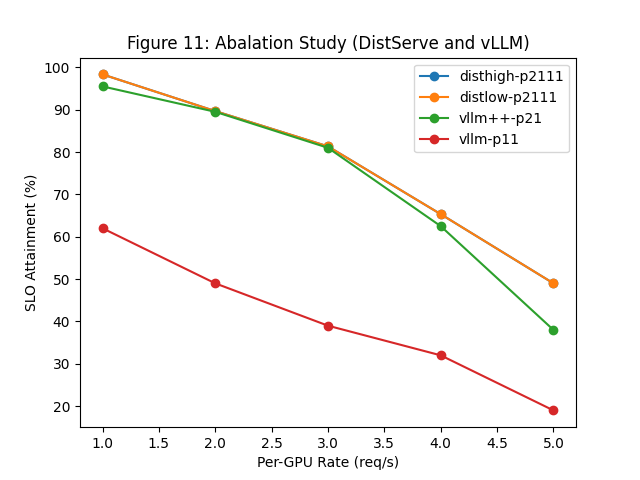 Figure 11: Abalation Study (DistServe and vLLM)
100
90
80
70
60
50
40
30
20
SLO Attainment (%)
disthigh-p2111
distlow-p2111
vllm++-p21
vllm-p11
1.0 1.5 2.0 2.5 3.0 3.5 4.0 4.5 5.0
Per-GPU Rate (req/s)